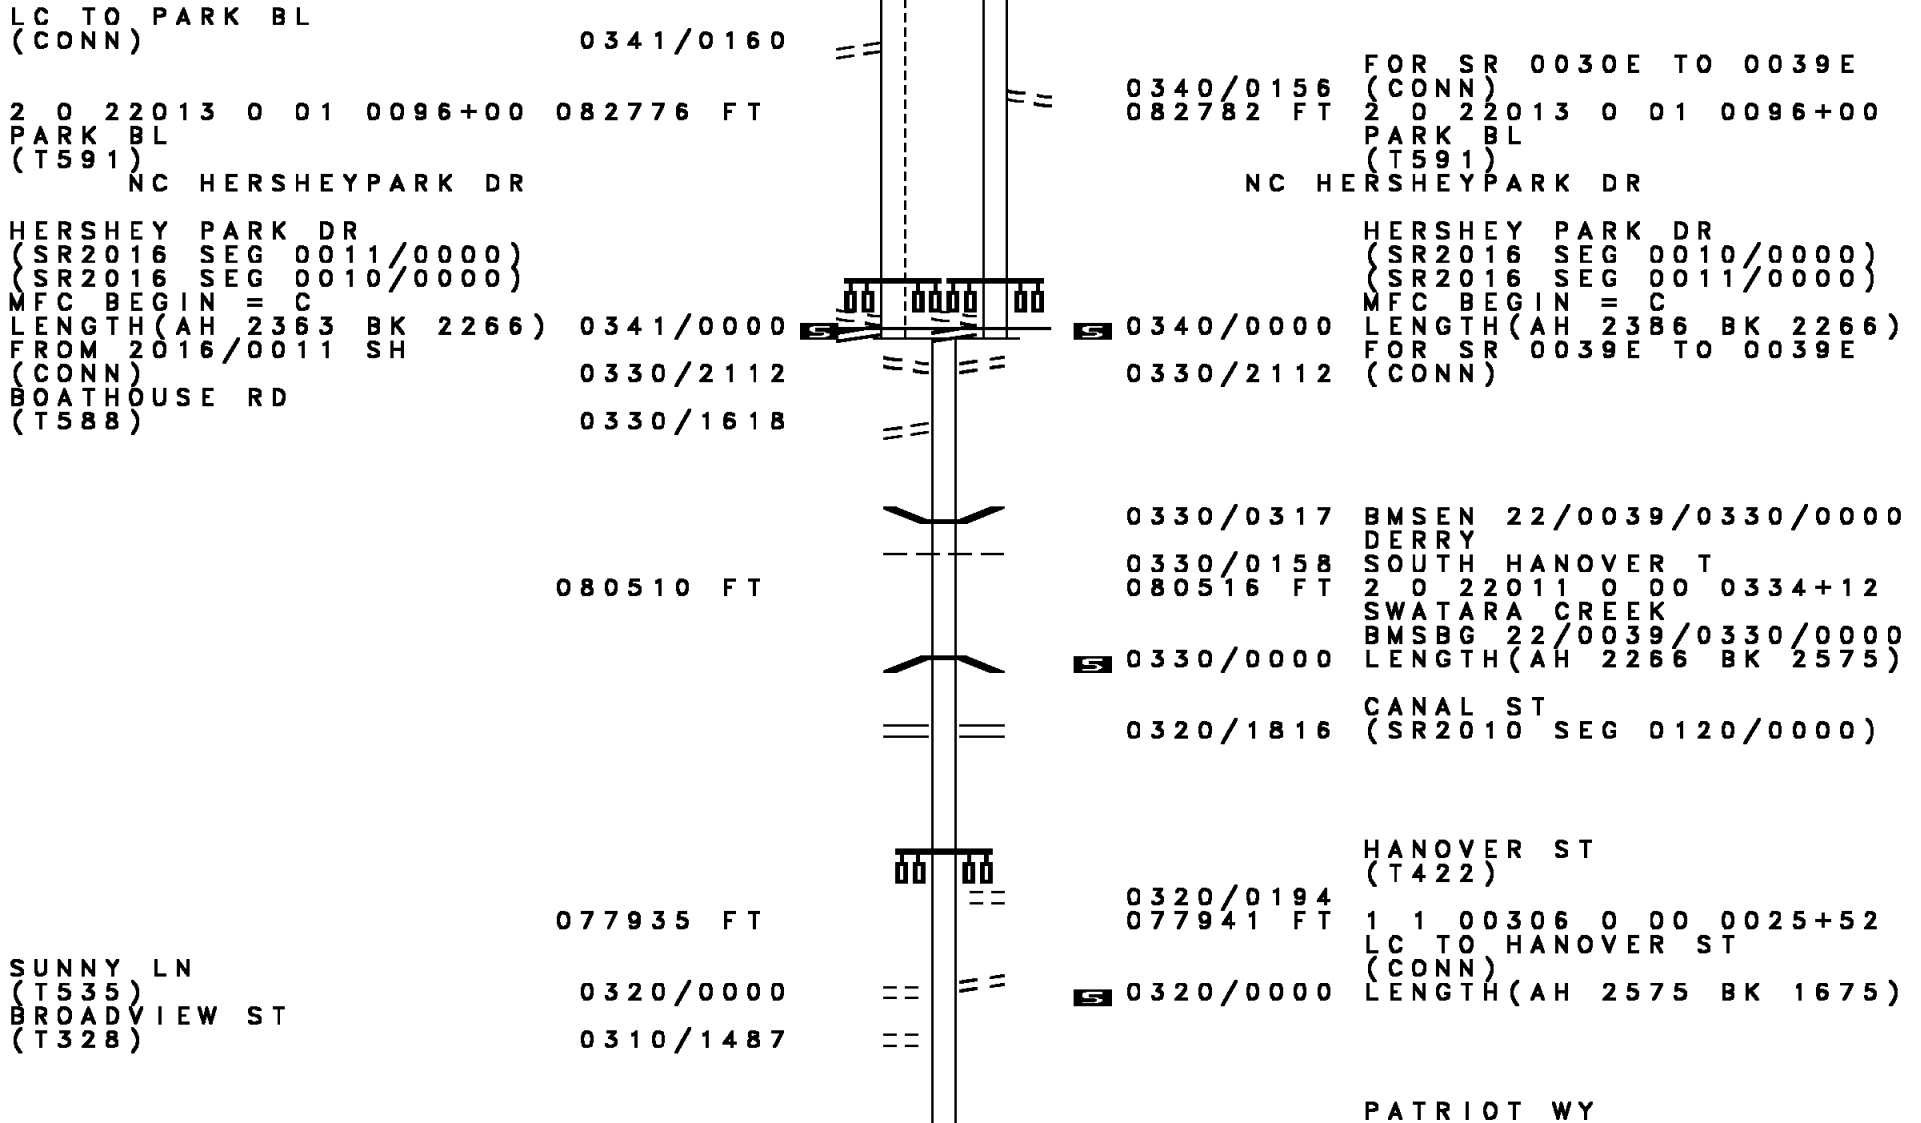 LC TO PARK BL
(CONN) 0341/0160
FOR SR 0030E TO 0039E
0340/0156 (CONN)
2 0 22013 0 01 0096+00 082776 FT 082782 FT 2 0 22013 0 01 0096+00
PARK BL PARK BL
(T591) (T591)
NC HERSHEYPARK DR NC HERSHEYPARK DR
HERSHEY PARK DR HERSHEY PARK DR
(SR2016 SEG 0011/0000) (SR2016 SEG 0010/0000)
(SR2016 SEG 0010/0000) (SR2016 SEG 0011/0000)
MFC BEGIN = C MFC BEGIN = C
LENGTH(AH 2363 BK 2266) 0341/0000 S S 0340/0000 LENGTH(AH 2386 BK 2266)
FROM 2016/0011 SH FOR SR 0039E TO 0039E
(CONN) 0330/2112 0330/2112 (CONN)
BOATHOUSE RD
(T588) 0330/1618
0330/0317 BMSEN 22/0039/0330/0000
DERRY
0330/0158 SOUTH HANOVER T
080510 FT 080516 FT 2 0 22011 0 00 0334+12
SWATARA CREEK
BMSBG 22/0039/0330/0000
S 0330/0000 LENGTH(AH 2266 BK 2575)
CANAL ST
0320/1816 (SR2010 SEG 0120/0000)
HANOVER ST
(T422)
0320/0194
077935 FT 077941 FT 1 1 00306 0 00 0025+52
LC TO HANOVER ST
SUNNY LN (CONN)
(T535) 0320/0000 S 0320/0000 LENGTH(AH 2575 BK 1675)
BROADVIEW ST
(T328) 0310/1487
PATRIOT WY